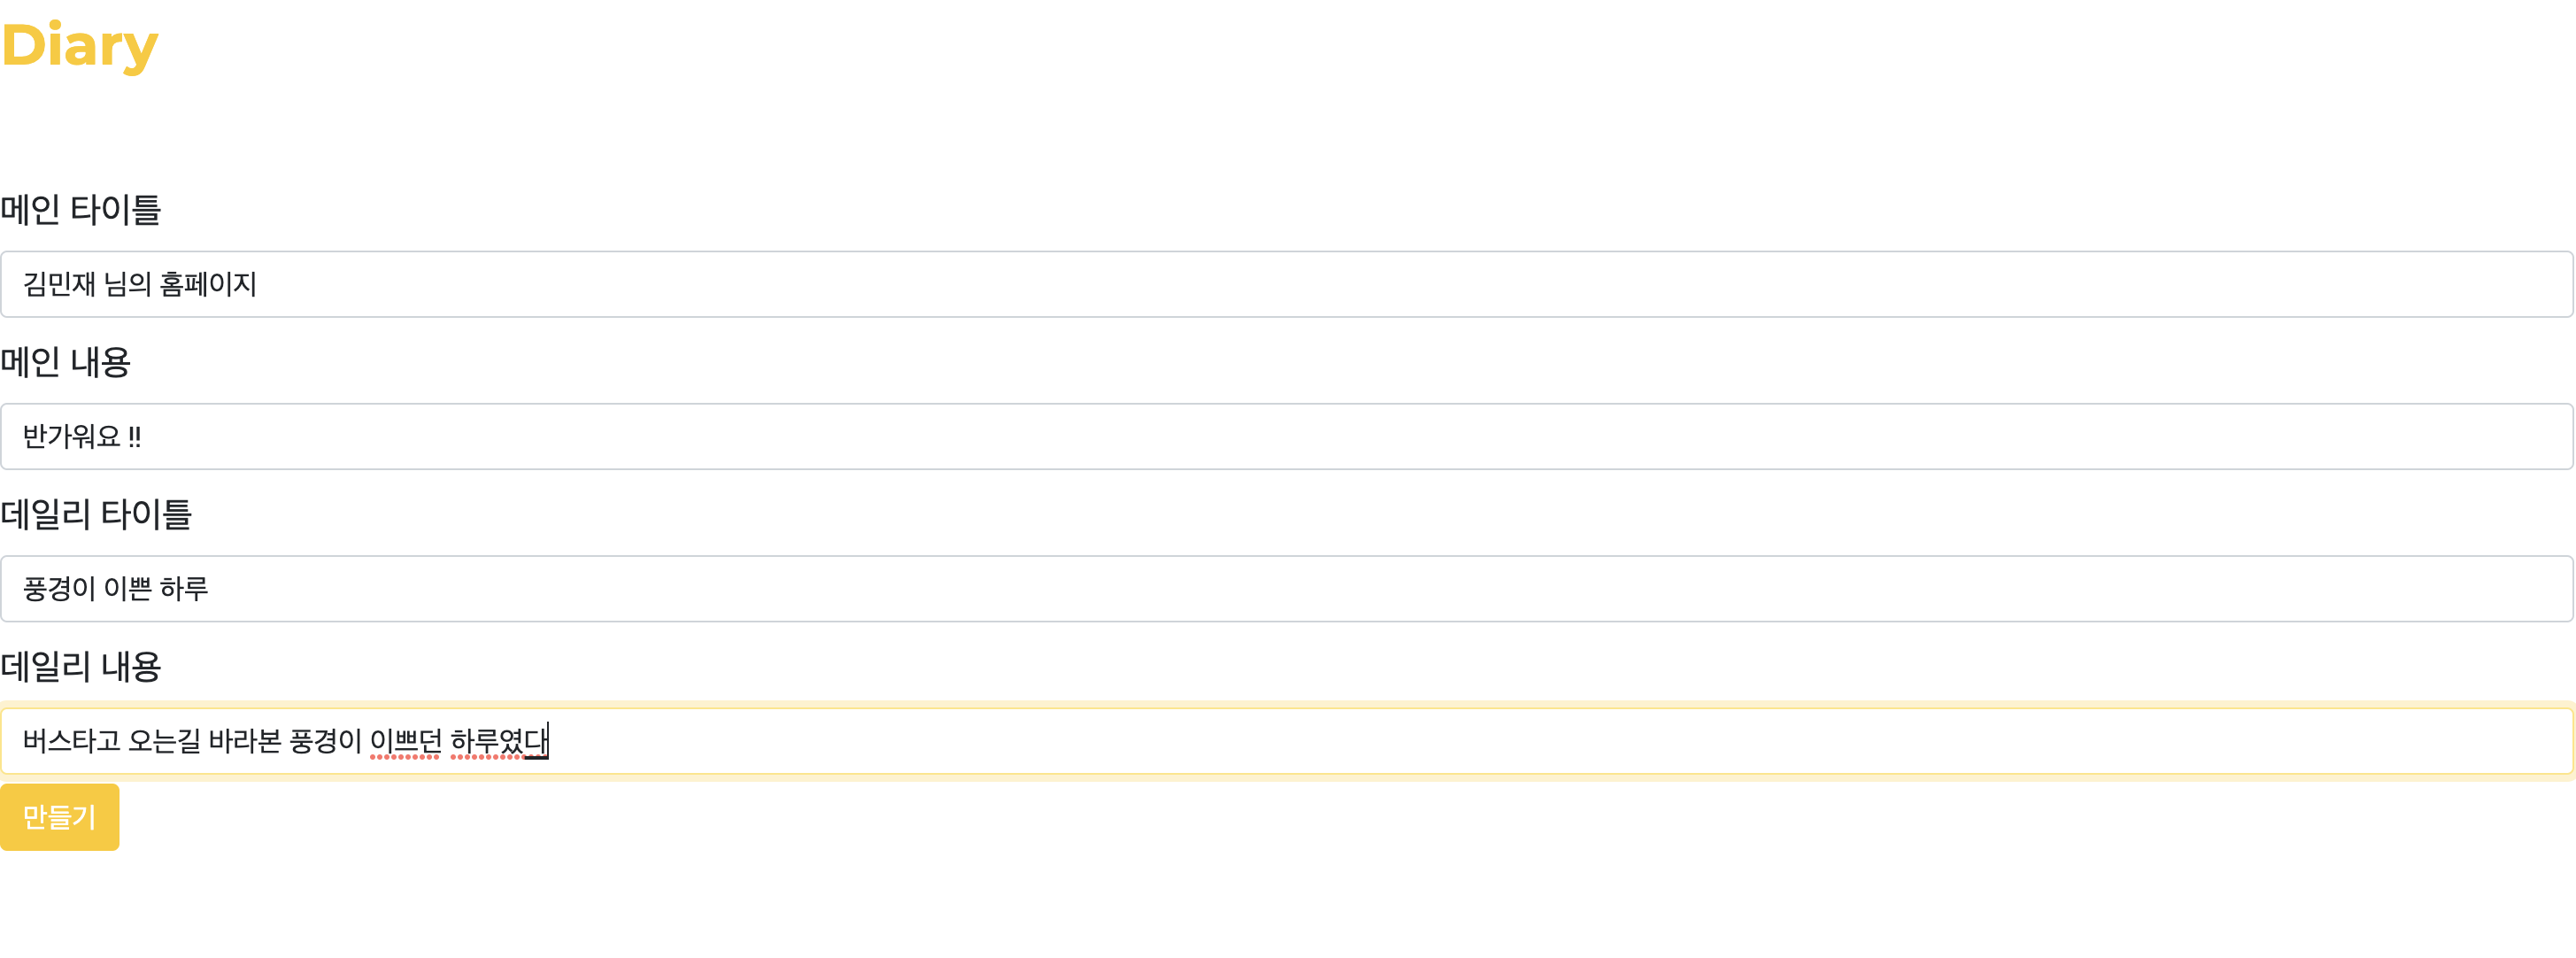 Diary
메인 타이틀
김민재 님의 홈페이지
메인 내용
반가워요 !!
데일리 타이틀
풍경이 이쁜 하루
데일리 내용
버스타고 오는길 바라본 풍경이 이쁘던 하루였다
만들기